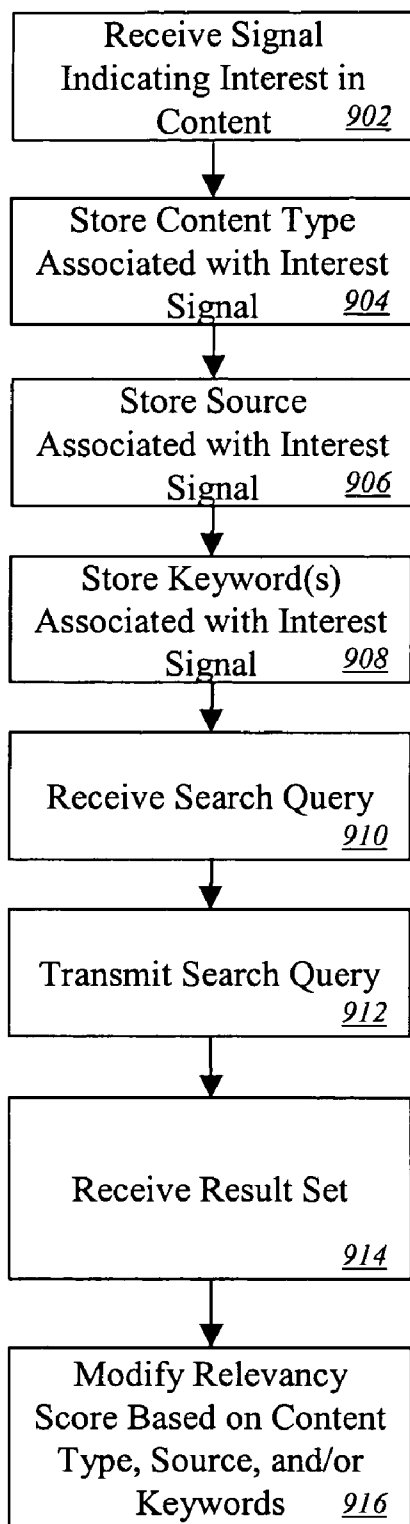 Receive Signal
Indicating Interest in
Content 902
Store Content Type
Associated with Interest
Signal 904
Store Source
Associated with Interest
Signal 906
Store Keyword(s)
Associated with Interest
Signal 908
Receive Search Query
910
Transmit Search Query
912
Receive Result Set
914
Modify Relevancy
Score Based on Content
Type, Source, and/or
Keywords 916